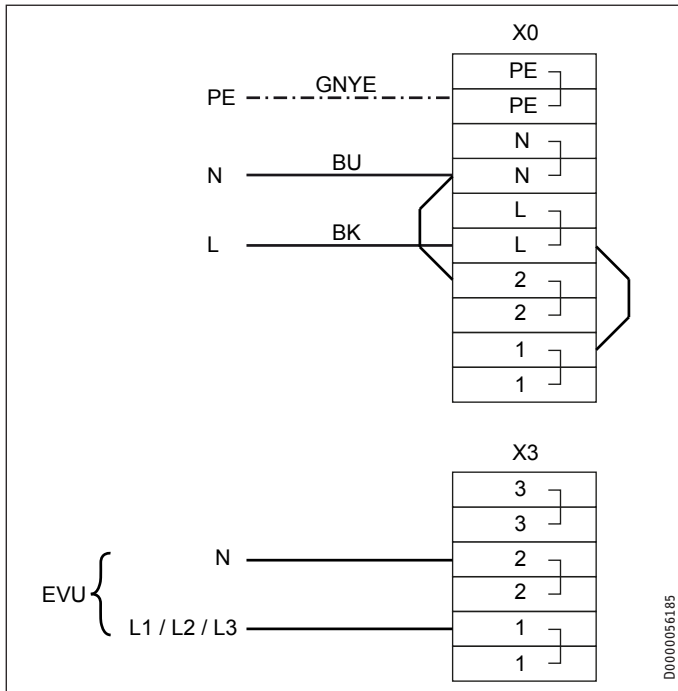 X0
PE
PE GNYE PE
N
N BU N
L
L BK L
2
2
1
1
X3
3
3
N 2
EVU
2
L1 / L2 / L3 1
1
D0000056185